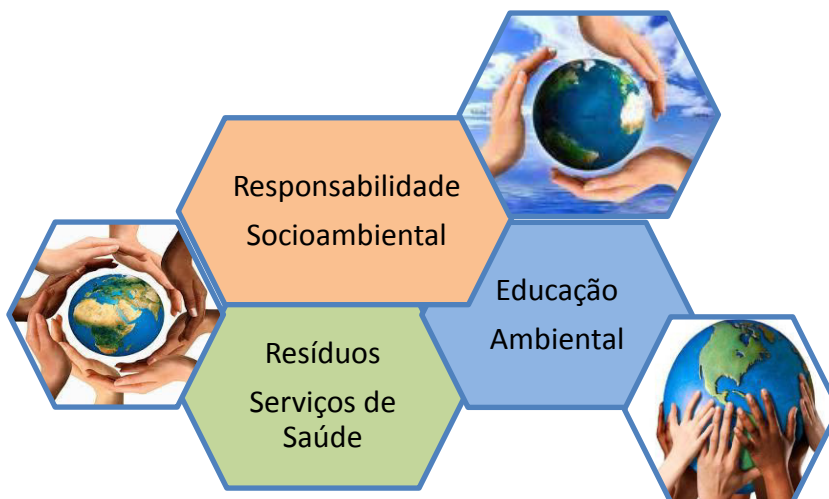 Responsabilidade
Socioambiental
Educação
Ambiental
Resíduos
Serviços de
Saúde